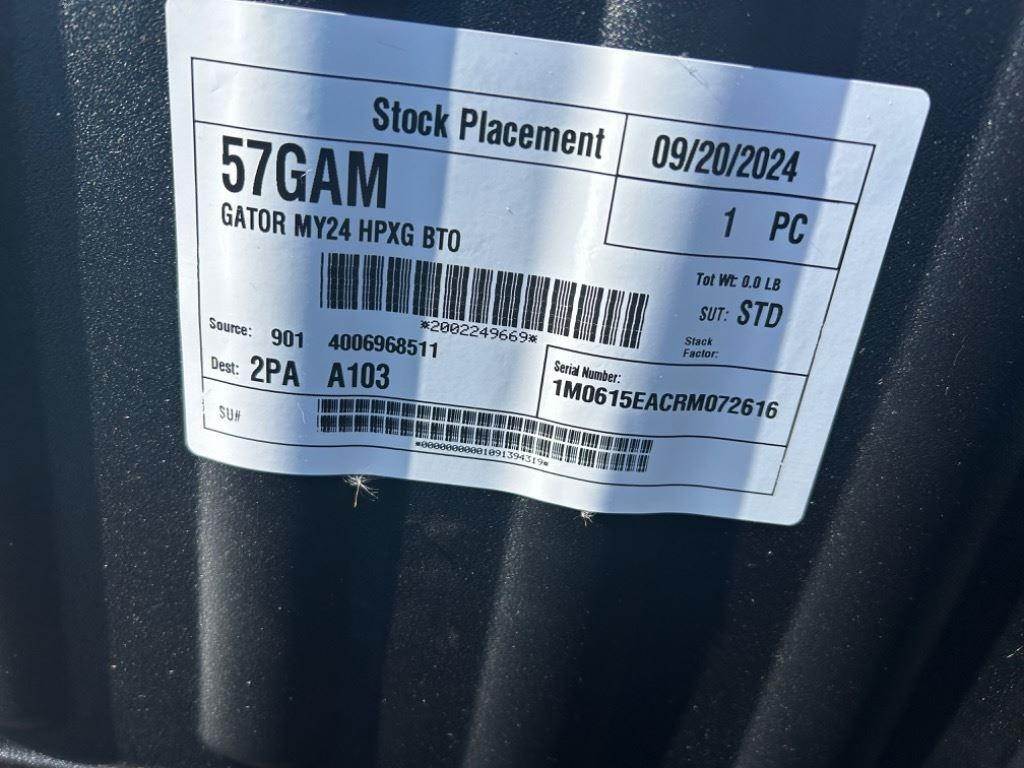 Stock Placement
09/20/2024
57GAM
1 PC
GATOR MY24 HPXG BTO
Tot Wt: 0.0 LB
SUT: STD
*2002249669*
Stack
Factor:
Source: 901 4006968511
Serial Number:
1M0615EACRM072616
Dest: 2PA A103
SU#
*00000000001091394319*